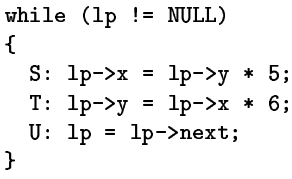 while (lp != NULL)
{
  S: lp->x = lp->y * 5;
  T: lp->y = lp->x * 6;
  U: lp = lp->next;
}